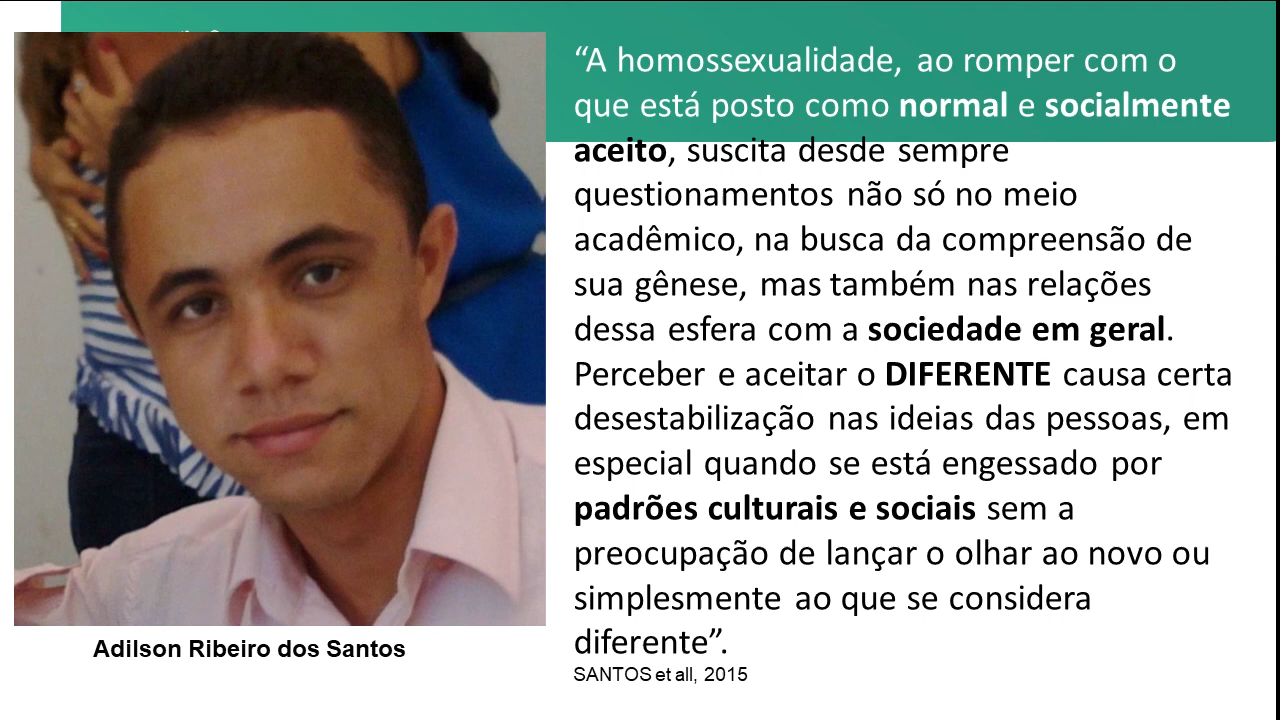 “A homossexualidade, ao romper com o
que está posto como normal e socialmente
aceito, suscita desde sempre
questionamentos não só no meio
acadêmico, na busca da compreensão de
sua gênese, mas também nas relações
dessa esfera com a sociedade em geral.
Perceber e aceitar o DIFERENTE causa certa
desestabilização nas ideias das pessoas, em
especial quando se está engessado por
padrões culturais e sociais sem a
preocupação de lançar o olhar ao novo ou
simplesmente ao que se considera
diferente”.
SANTOS et all, 2015
Adilson Ribeiro dos Santos